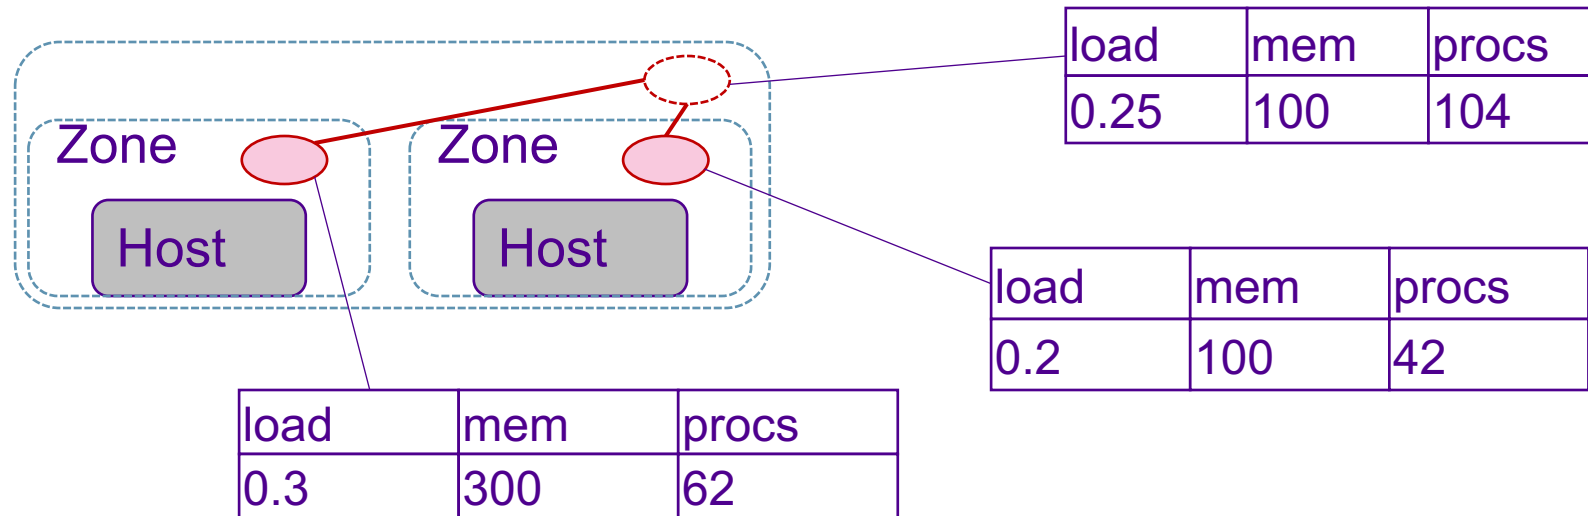 load mem procs
0.25 100 104
Zone Zone
Host Host
load mem procs
0.2 100 42
load mem procs
0.3 300 62